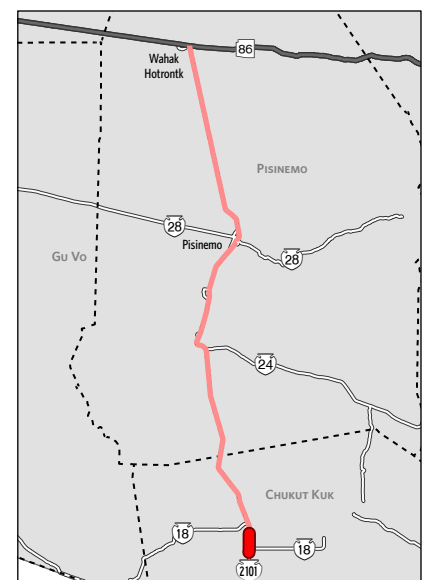 86
Wahak
Hotrontk
PISINEMO
28
Pisinemo
28
GU VO
24
CHUKUT KUK
18
18
2101